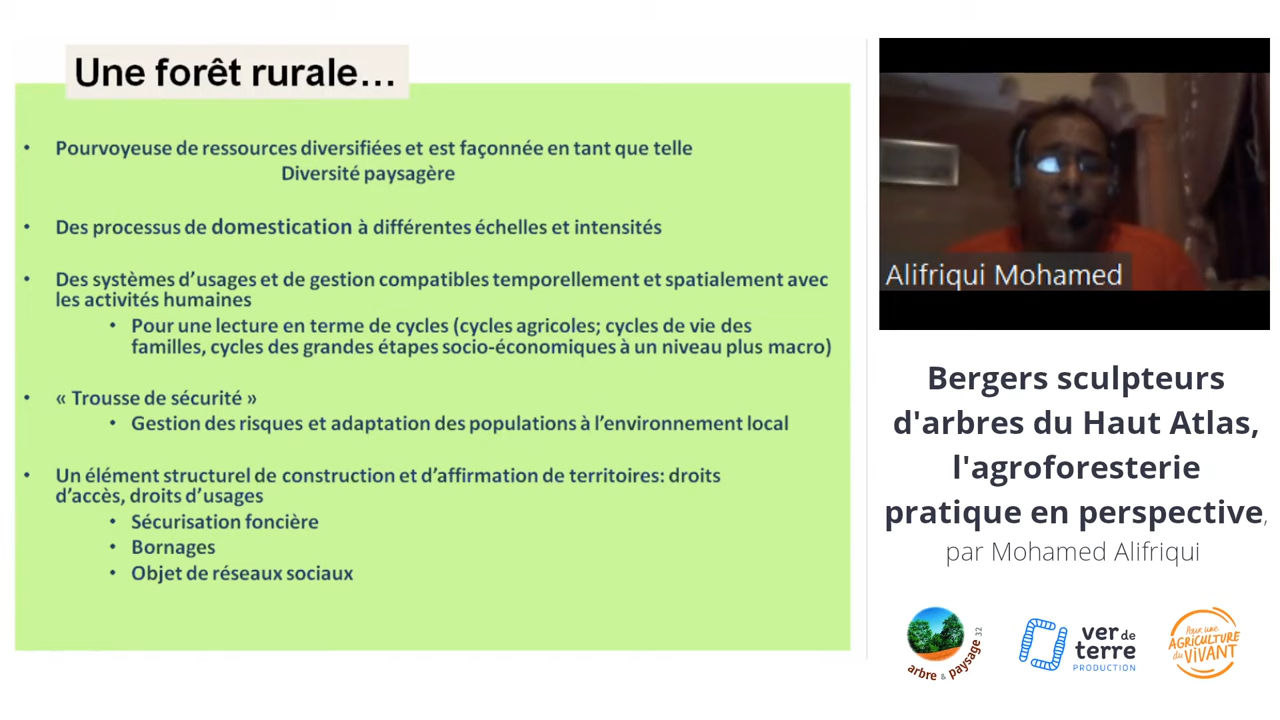 Une forêt rurale…
• Pourvoyeuse de ressources diversifiées et est façonnée en tant que telle
Diversité paysagère
• Des processus de domestication à différentes échelles et intensités
• Des systèmes d’usages et de gestion compatibles temporellement et spatialement avec
les activités humaines
• Pour une lecture en terme de cycles (cycles agricoles; cycles de vie des
familles, cycles des grandes étapes socio-économiques à un niveau plus macro)
• « Trousse de sécurité »
• Gestion des risques et adaptation des populations à l’environnement local
• Un élément structurel de construction et d’affirmation de territoires: droits
d’accès, droits d’usages
• Sécurisation foncière
• Bornages
• Objet de réseaux sociaux
Alifriqui Mohamed
Bergers sculpteurs
d'arbres du Haut Atlas,
l'agroforesterie
pratique en perspective,
par Mohamed Alifriqui
arbre & paysage 32
ver de
terre
PRODUCTION
Pour une
AGRICULTURE
du VIVANT